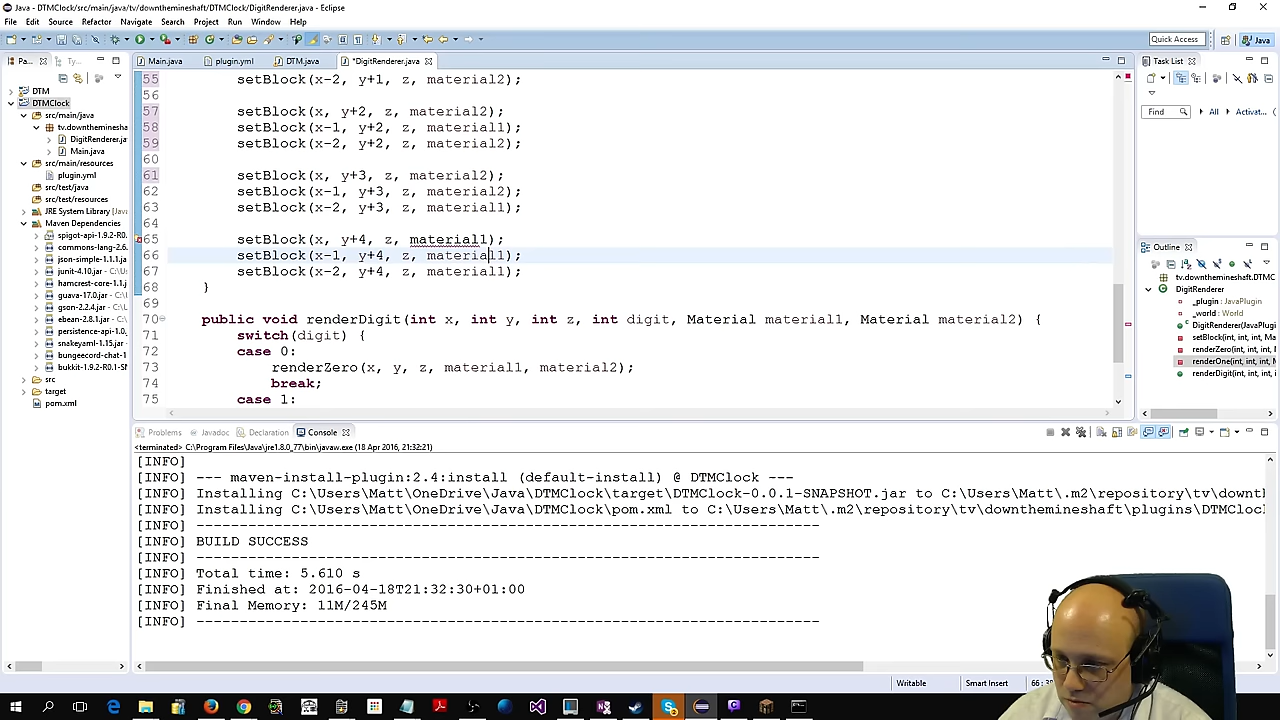 Java - DTMClock/src/main/java/tv/downthemineshaft/DTMClock/DigitRenderer.java - Eclipse
File Edit Source Refactor Navigate Search Project Run Window Help
Quick Access
Java
Pa...
Ty...
Main.java
plugin.yml
DTM.java
*DigitRenderer.java
Task List
Find
All
Activat...
DTM
DTMClock
src/main/java
tv.downthemineshaf
DigitRenderer.ja
Main.java
src/main/resources
plugin.yml
src/test/java
src/test/resources
JRE System Library [Java
Maven Dependencies
spigot-api-1.9.2-R0.
commons-lang-2.6.
json-simple-1.1.1.jar
junit-4.10.jar
hamcrest-core-1.1.j
guava-17.0.jar
gson-2.2.4.jar
ebean-2.8.1.jar
persistence-api-1.0.
snakeyaml-1.15.jar
bungeecord-chat-1
bukkit-1.9.2-R0.1-SN
src
target
pom.xml
55 setBlock(x-2, y+1, z, material2);
56
57 setBlock(x, y+2, z, material2);
58 setBlock(x-1, y+2, z, material1);
59 setBlock(x-2, y+2, z, material2);
60
61 setBlock(x, y+3, z, material2);
62 setBlock(x-1, y+3, z, material1);
63 setBlock(x-2, y+3, z, material1);
64
65 setBlock(x, y+4, z, materiall);
66 setBlock(x-1, y+4, z, material1);
67 setBlock(x-2, y+4, z, material1);
68 }
69
70 public void renderDigit(int x, int y, int z, int digit, Material material1, Material material2) {
71 switch(digit) {
72 case 0:
73 renderZero(x, y, z, material1, material2);
74 break;
75 case 1:
Outline
tv.downthemineshaft.DTM
DigitRenderer
_plugin : JavaPlugin
_world : World
DigitRenderer(JavaPlugin
setBlock(int, int, int, Ma
renderZero(int, int, int, M
renderOne(int, int, int, M
renderDigit(int, int, int, i
Problems
Javadoc
Declaration
Console
<terminated> C:\Program Files\Java\jre1.8.0_77\bin\javaw.exe (18 Apr 2016, 21:32:21)
[INFO]
[INFO] --- maven-install-plugin:2.4:install (default-install) @ DTMClock ---
[INFO] Installing C:\Users\Matt\OneDrive\Java\DTMClock\target\DTMClock-0.0.1-SNAPSHOT.jar to C:\Users\Matt\.m2\repository\tv\downth
[INFO] Installing C:\Users\Matt\OneDrive\Java\DTMClock\pom.xml to C:\Users\Matt\.m2\repository\tv\downthemineshaft\plugins\DTMClock
[INFO] ------------------------------------------------------------------------
[INFO] BUILD SUCCESS
[INFO] ------------------------------------------------------------------------
[INFO] Total time: 5.610 s
[INFO] Finished at: 2016-04-18T21:32:30+01:00
[INFO] Final Memory: 11M/245M
[INFO] ------------------------------------------------------------------------
Writable
Smart Insert